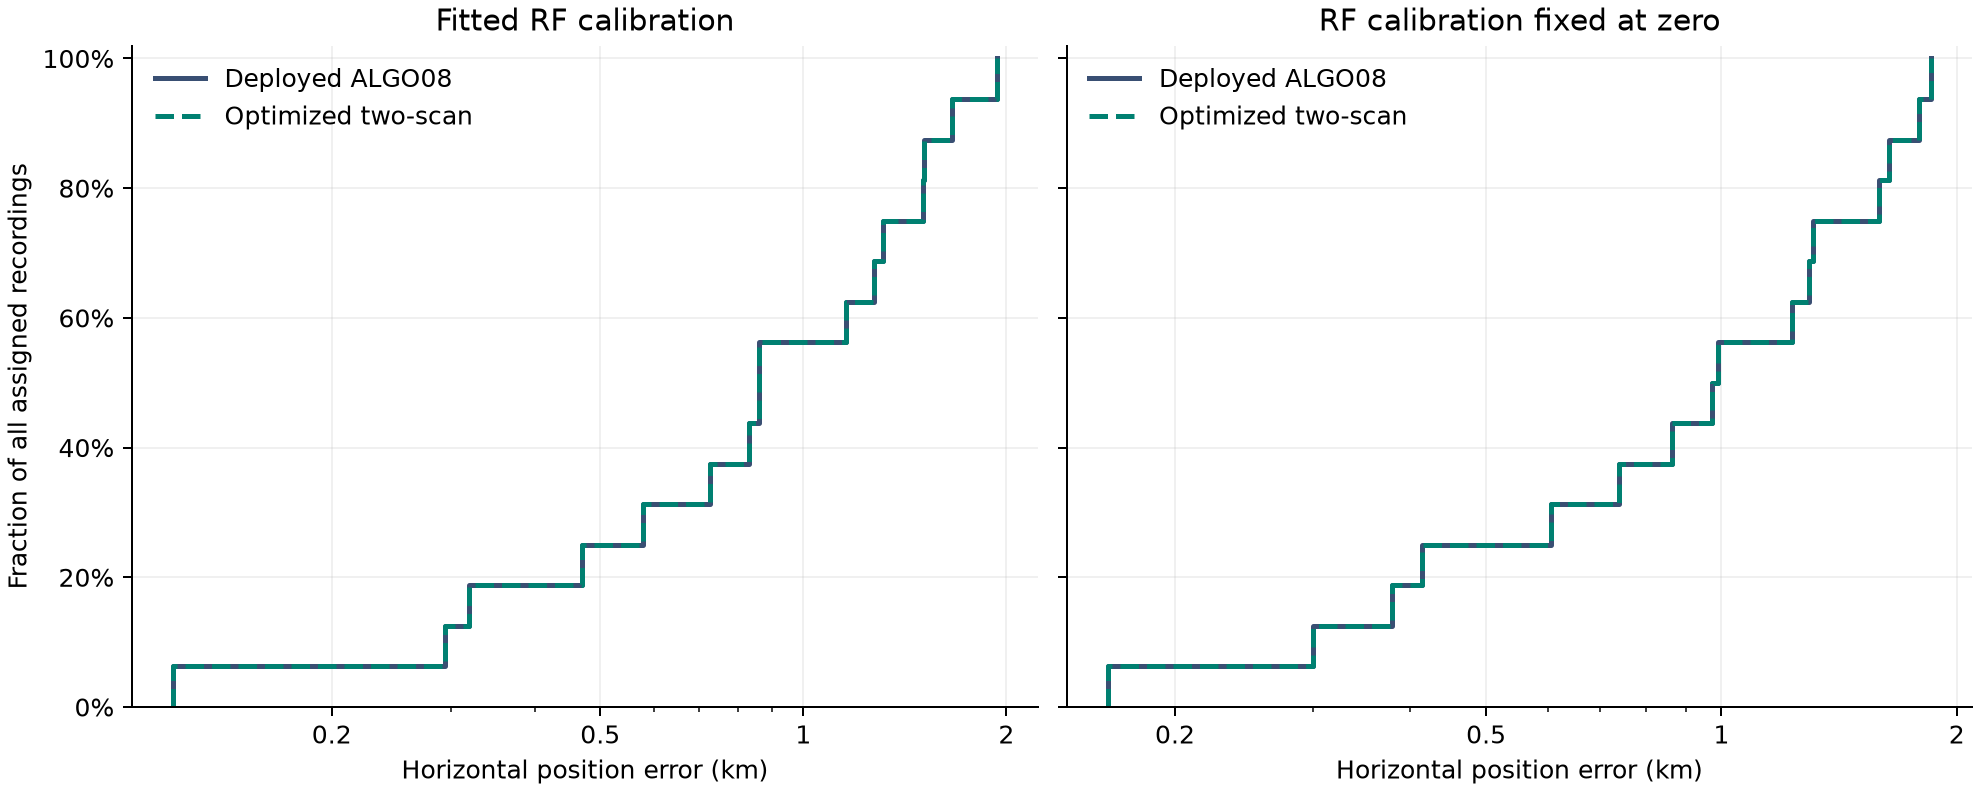 Fitted RF calibration
Deployed ALGO08
Optimized two-scan
100%
80%
60%
40%
20%
0%
Fraction of all assigned recordings
0.2 0.5 1 2
Horizontal position error (km)
RF calibration fixed at zero
Deployed ALGO08
Optimized two-scan
0.2 0.5 1 2
Horizontal position error (km)